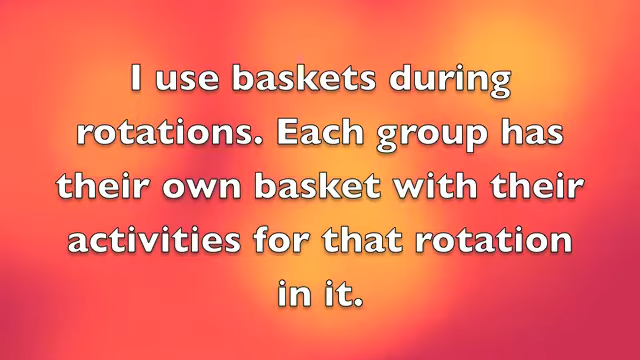 I use baskets during
rotations. Each group has
their own basket with their
activities for that rotation
in it.